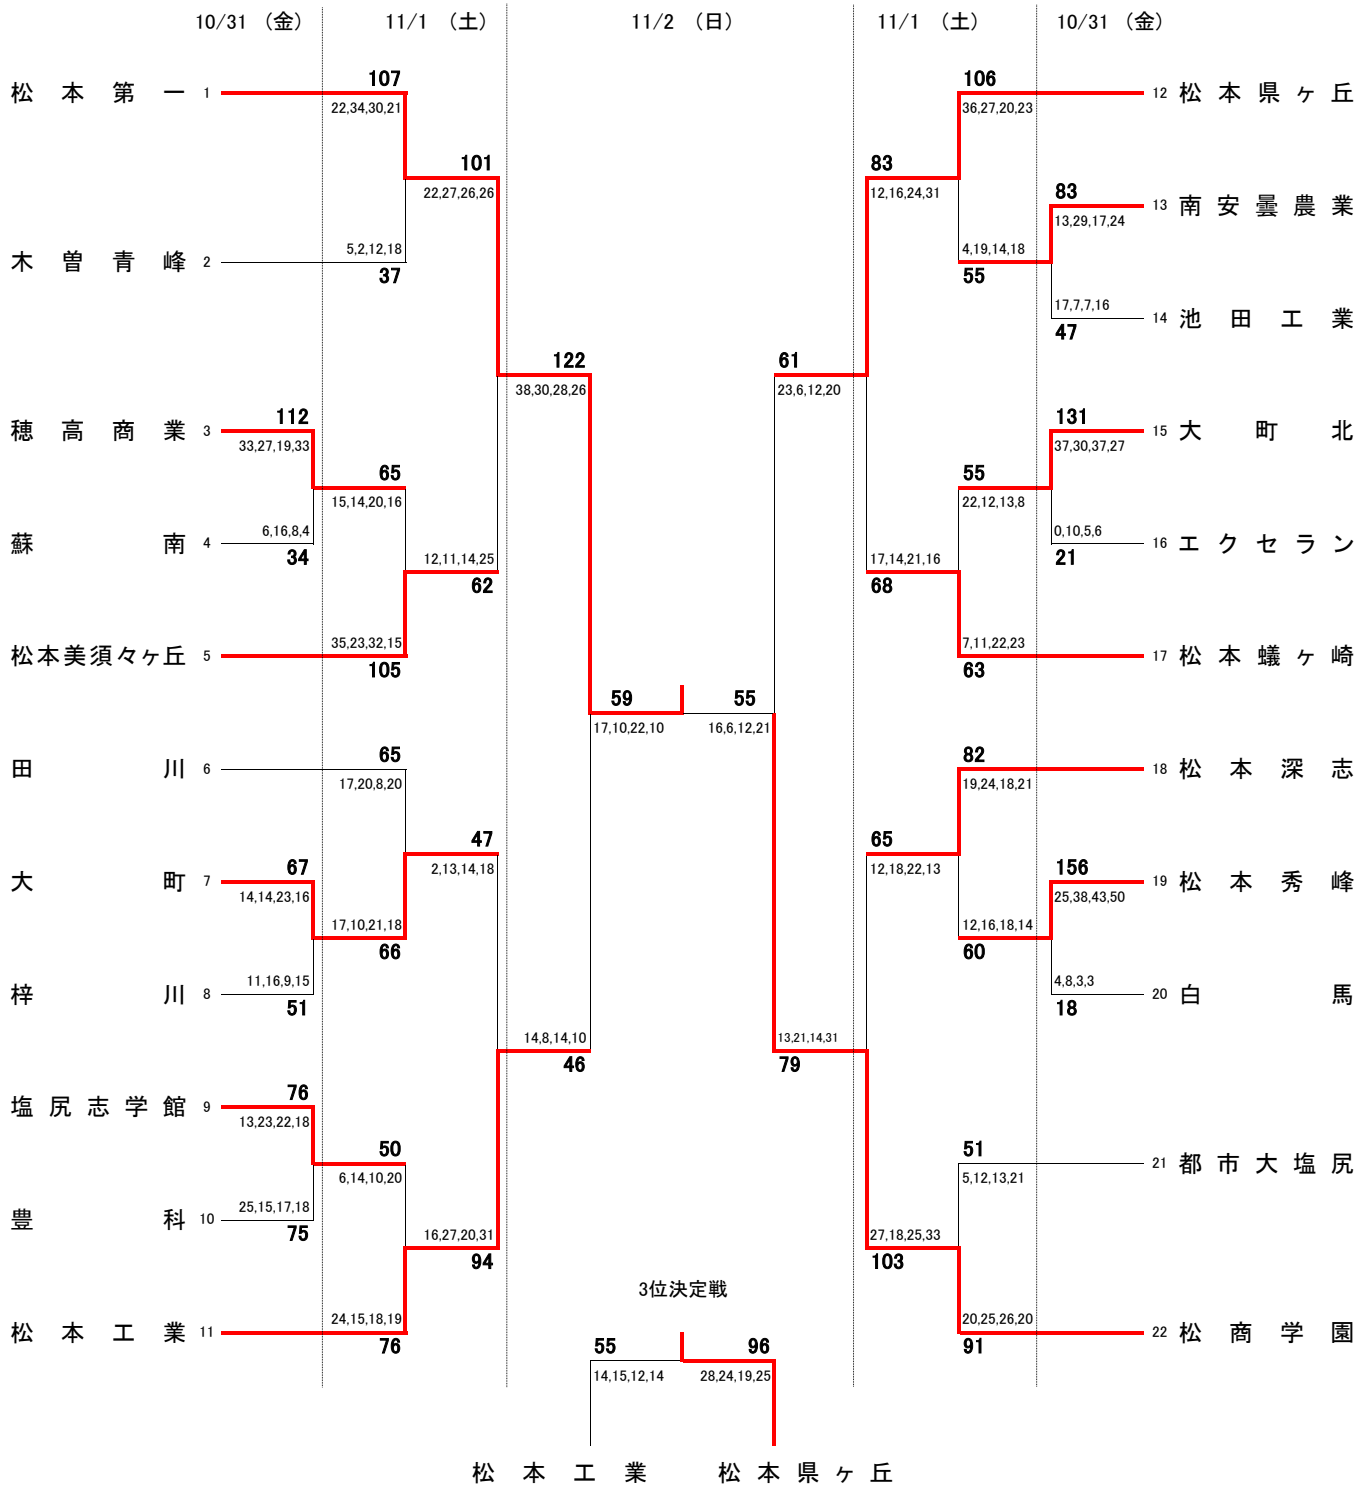 10/31 （金） 11/1 （土） 11/2 （日） 11/1 （土） 10/31 （金）
107 106
松本第一 1 12 松本県ヶ丘
22,34,30,21 36,27,20,23
101 83
22,27,26,26 12,16,24,31
83
13 南安曇農業
13,29,17,24
5,2,12,18 4,19,14,18
木曽青峰 2
37 55
17,7,7,16
14 池田工業
47
122 61
38,30,28,26 23,6,12,20
112 131
穂高商業 3 15 大町北
33,27,19,33 37,30,37,27
65 55
15,14,20,16 22,12,13,8
6,16,8,4 0,10,5,6
蘇南 4 16 エクセラン
34 21
12,11,14,25 17,14,21,16
62 68
35,23,32,15 7,11,22,23
松本美須々ヶ丘 5 17 松本蟻ヶ崎
105 63
59 55
17,10,22,10 16,6,12,21
65 82
田川 6 18 松本深志
17,20,8,20 19,24,18,21
47 65
2,13,14,18 12,18,22,13
67 156
大町 7 19 松本秀峰
14,14,23,16 25,38,43,50
17,10,21,18 12,16,18,14
66 60
11,16,9,15 4,8,3,3
梓川 8 20 白馬
51 18
14,8,14,10 13,21,14,31
46 79
76
塩尻志学館 9
13,23,22,18
50 51
21 都市大塩尻
6,14,10,20 5,12,13,21
25,15,17,18
豊科 10
75
16,27,20,31 27,18,25,33
94 103
3位決定戦
24,15,18,19 20,25,26,20
松本工業 11 22 松商学園
76 91
55 96
14,15,12,14 28,24,19,25
松本工業 松本県ヶ丘